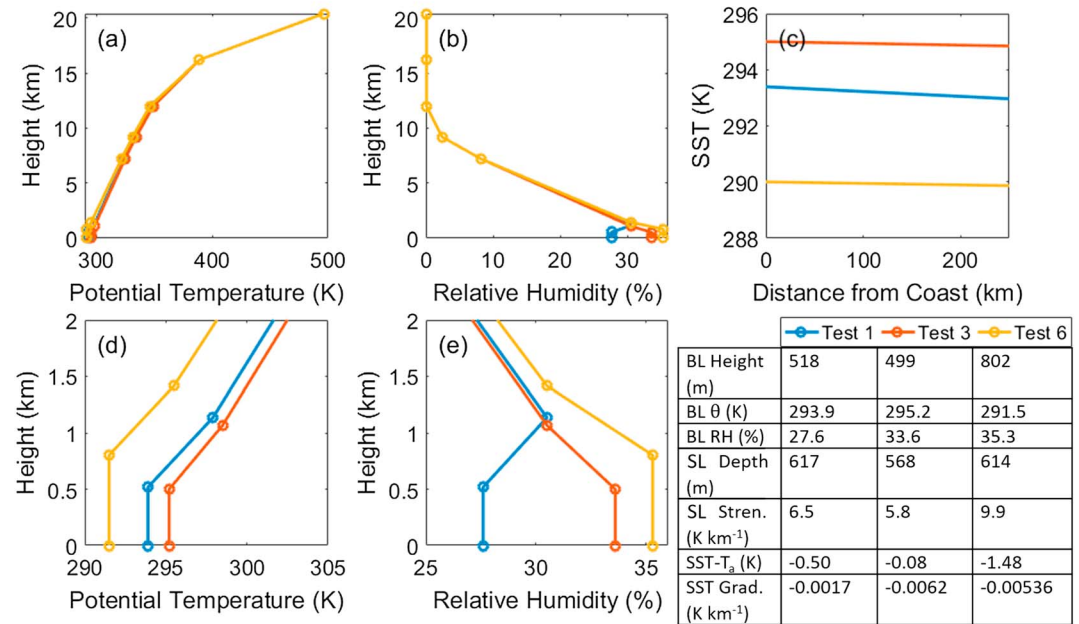 (a)
Height (km)
20
15
10
5
0
300 400 500
Potential Temperature (K)
(b)
Height (km)
20
15
10
5
0
0 10 20 30
Relative Humidity (%)
(c)
SST (K)
296
294
292
290
288
0 100 200
Distance from Coast (km)
(d)
Height (km)
2
1.5
1
0.5
0
290 295 300 305
Potential Temperature (K)
(e)
Height (km)
2
1.5
1
0.5
0
25 30 35
Relative Humidity (%)
Test 1 Test 3 Test 6
BL Height (m) 518 499 802
BL θ (K) 293.9 295.2 291.5
BL RH (%) 27.6 33.6 35.3
SL Depth (m) 617 568 614
SL Stren. (K km⁻¹) 6.5 5.8 9.9
SST-Tₐ (K) -0.50 -0.08 -1.48
SST Grad. (K km⁻¹) -0.0017 -0.0062 -0.00536